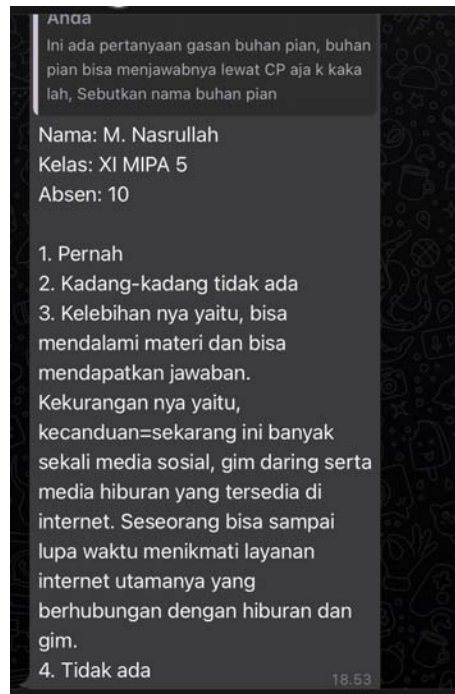 Anda
Ini ada pertanyaan gasan buhan pian, buhan
pian bisa menjawabnya lewat CP aja k kaka
lah, Sebutkan nama buhan pian
Nama: M. Nasrullah
Kelas: XI MIPA 5
Absen: 10
1. Pernah
2. Kadang-kadang tidak ada
3. Kelebihan nya yaitu, bisa
mendalami materi dan bisa
mendapatkan jawaban.
Kekurangan nya yaitu,
kecanduan=sekarang ini banyak
sekali media sosial, gim daring serta
media hiburan yang tersedia di
internet. Seseorang bisa sampai
lupa waktu menikmati layanan
internet utamanya yang
berhubungan dengan hiburan dan
gim.
4. Tidak ada
18.53